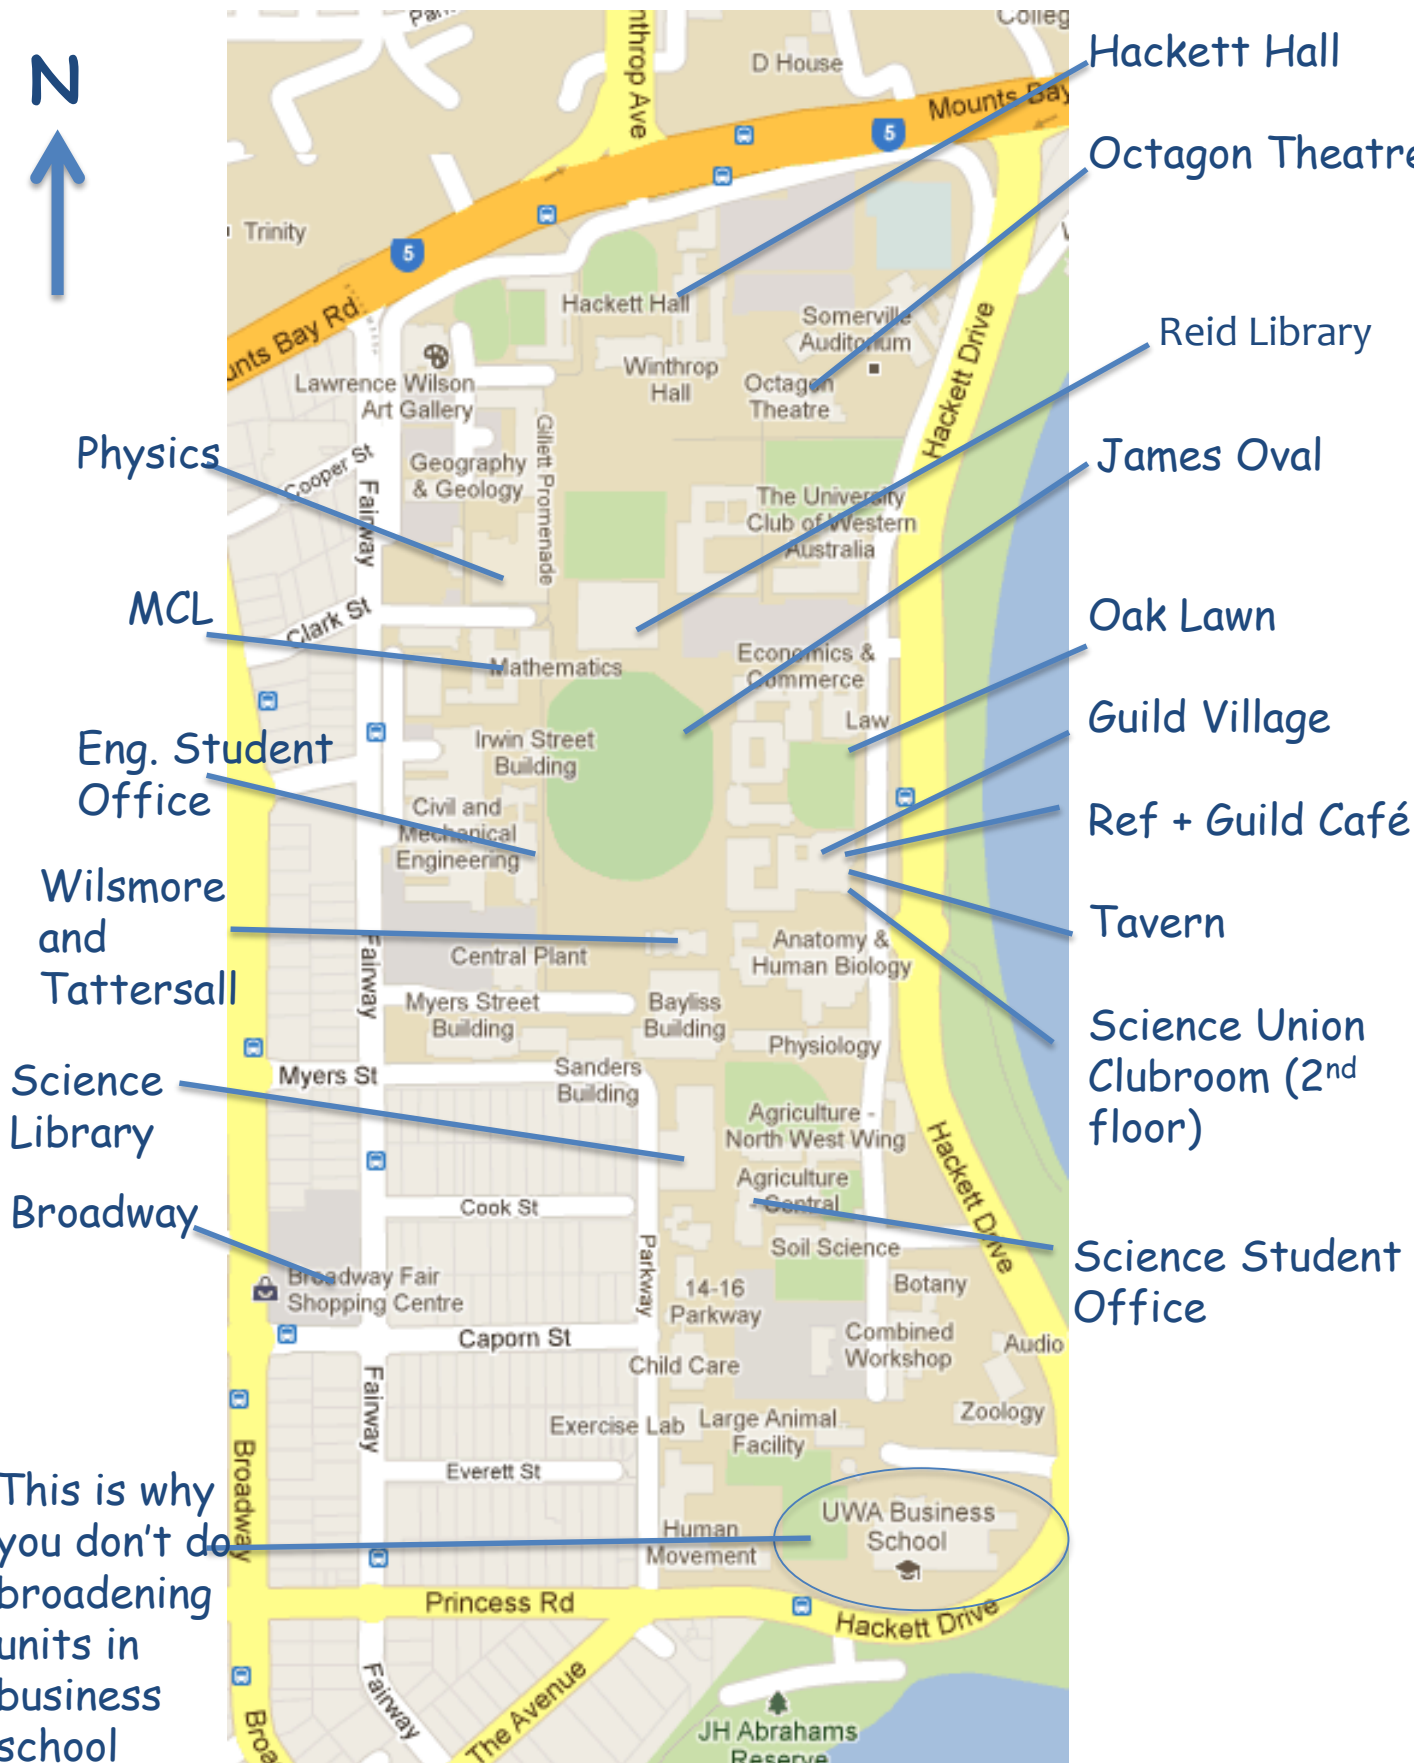 N
Hackett Hall
Octagon Theatre
Reid Library
James Oval
Oak Lawn
Guild Village
Ref + Guild Café
Tavern
Science Union
Clubroom (2nd
floor)
Science Student
Office
Physics
MCL
Eng. Student
Office
Wilsmore
and
Tattersall
Science
Library
Broadway
This is why
you don't do
broadening
units in
business
school
D House
Mounts Bay
5
Trinity
5
Mounts Bay Rd
Hackett Hall
Somerville
Auditorium
Lawrence Wilson
Art Gallery
Winthrop
Hall
Octagon
Theatre
Hackett Drive
Cooper St
Fairway
Geography
& Geology
Gillett Promenade
The University
Club of Western
Australia
Clark St
Mathematics
Economics &
Commerce
Law
Irwin Street
Building
Civil and
Mechanical
Engineering
Fairway
Central Plant
Anatomy &
Human Biology
Myers Street
Building
Bayliss
Building
Physiology
Myers St
Sanders
Building
Agriculture -
North West Wing
Hackett Drive
Agriculture
Central
Cook St
Soil Science
Parkway
Broadway Fair
Shopping Centre
14-16
Parkway
Botany
Caporn St
Combined
Workshop
Audio
Child Care
Fairway
Zoology
Exercise Lab
Large Animal
Facility
Broadway
Everett St
UWA Business
School
Human
Movement
Princess Rd
Hackett Drive
Fairway
The Avenue
JH Abrahams
Reserve